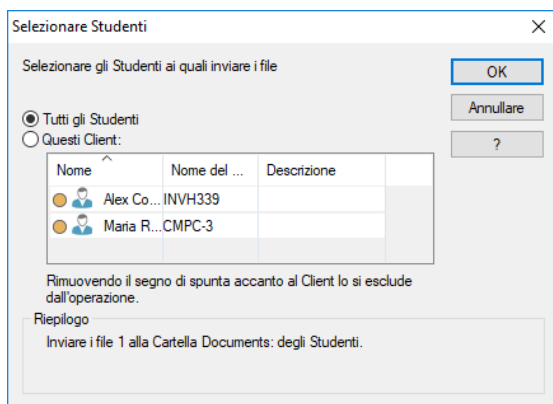 Selezionare Studenti
Selezionare gli Studenti ai quali inviare i file
OK
Annullare
?
Tutti gli Studenti
Questi Client:
Nome Nome del ... Descrizione
Alex Co... INVH339
Maria R... CMPC-3
Rimuovendo il segno di spunta accanto al Client lo si esclude
dall'operazione.
Riepilogo
Inviare i file 1 alla Cartella Documents: degli Studenti.